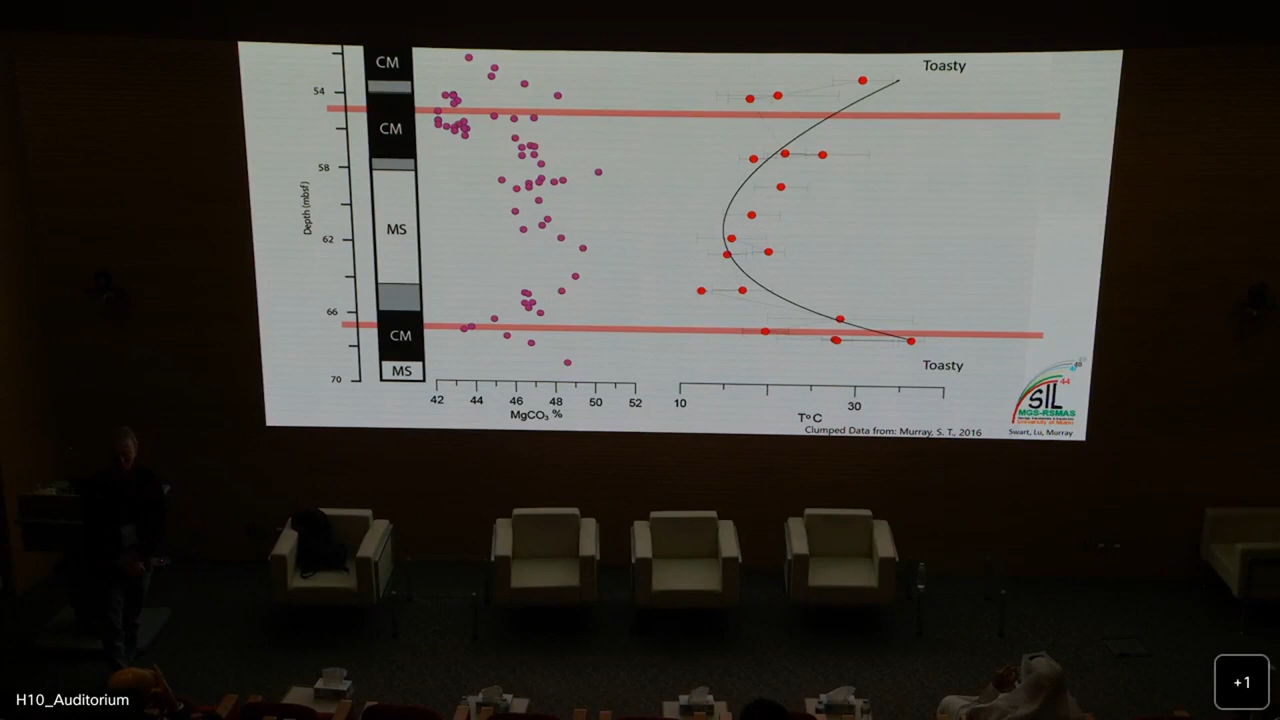 CM
Toasty
54
CM
58
Depth (mbsf)
MS
62
66
CM
Toasty
70
MS
42 44 46 48 50 52
10 30
MgCO₃ %
T°C
Clumped Data from: Murray, S. T., 2016
48
44
SIL
MGS-RSMAS
University of Miami
Swart, Lu, Murray
H10_Auditorium
+1